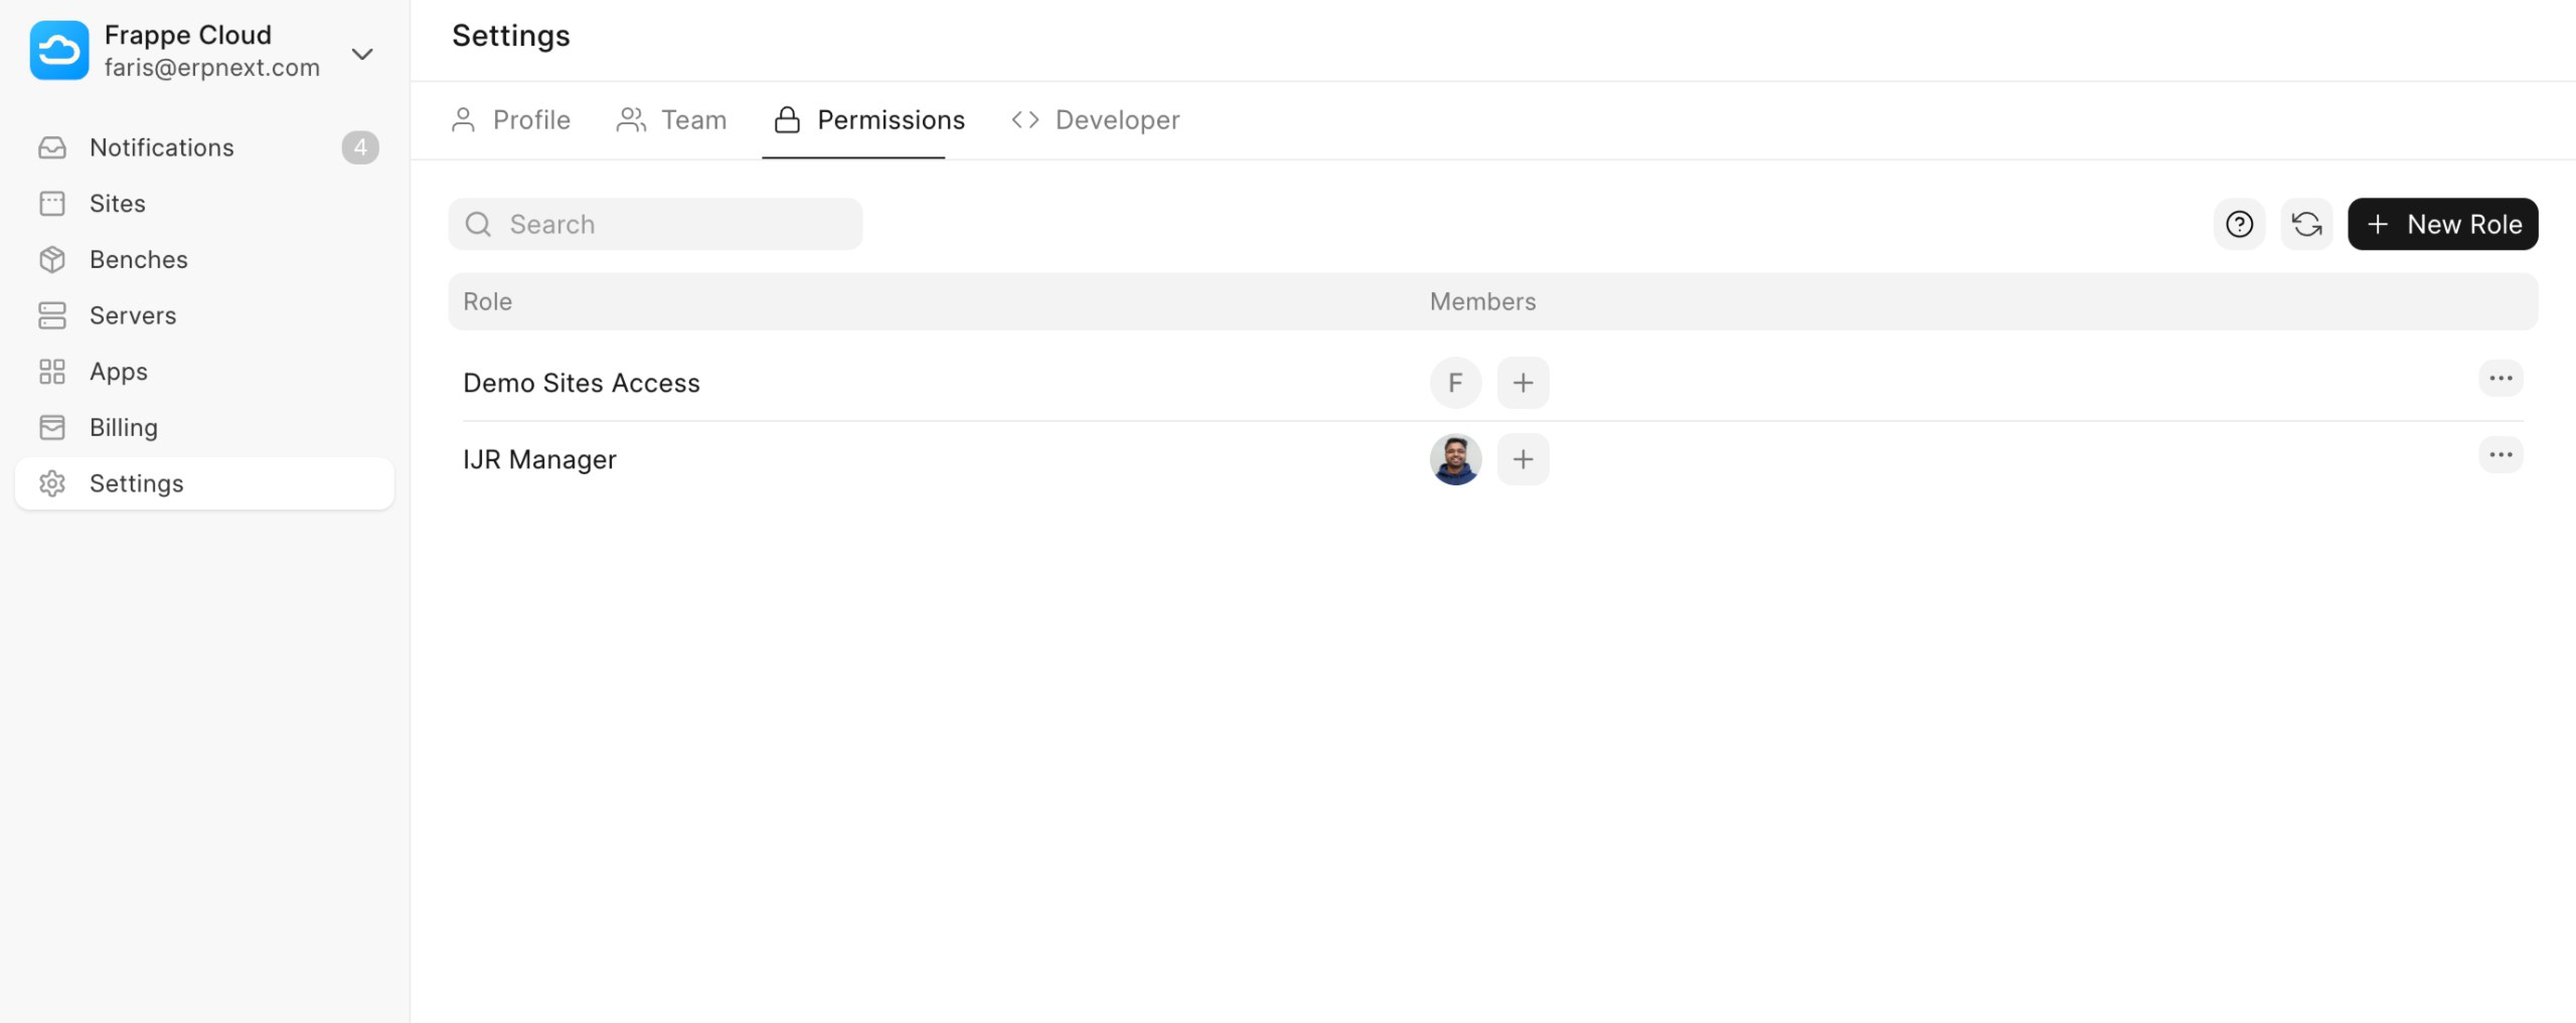 Frappe Cloud
faris@erpnext.com
Notifications 4
Sites
Benches
Servers
Apps
Billing
Settings
Settings
Profile Team Permissions Developer
Search
New Role
Role Members
Demo Sites Access F
IJR Manager